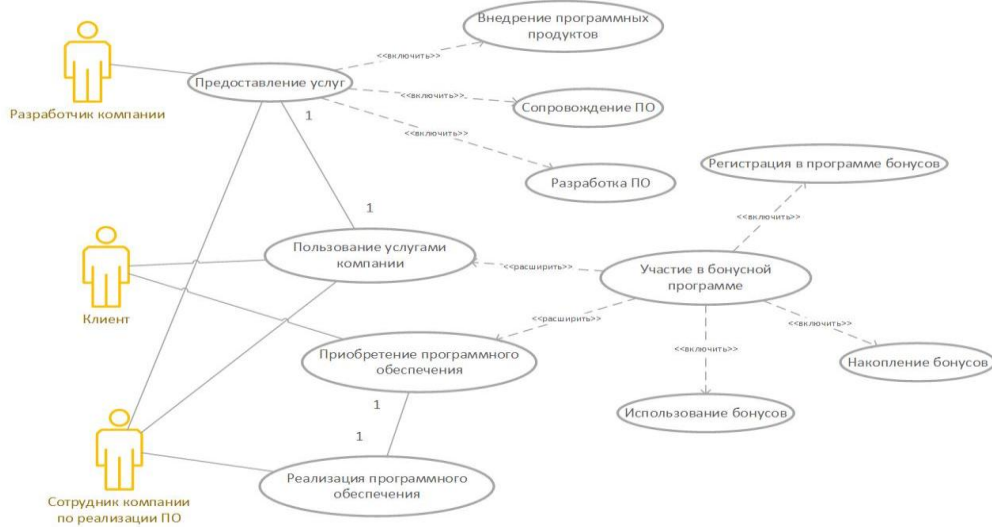 Внедрение программных
продуктов
<<включить>>
Предоставление услуг
Разработчик компании
<<включить>>
Сопровождение ПО
1
<<включить>>
Разработка ПО
Регистрация в программе бонусов
<<включить>>
1
Пользование услугами
компании
<<расширить>>
Участие в бонусной
программе
Клиент
<<расширить>>
<<включить>>
<<включить>>
Приобретение программного
обеспечения
Накопление бонусов
1
Использование бонусов
1
Реализация программного
обеспечения
Сотрудник компании
по реализации ПО